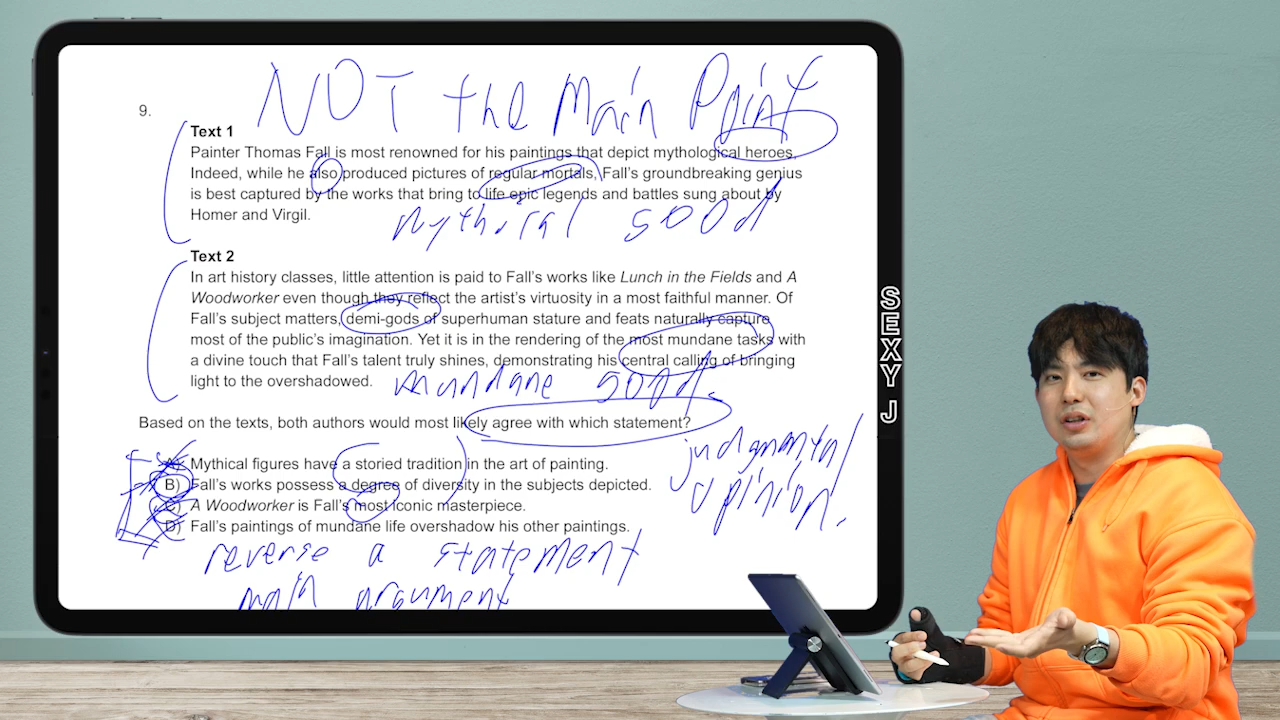 NOT the Main Point
9.
Text 1
Painter Thomas Fall is most renowned for his paintings that depict mythological heroes.
Indeed, while he also produced pictures of regular mortals, Fall's groundbreaking genius
is best captured by the works that bring to life epic legends and battles sung about by
Homer and Virgil.
mythical good
Text 2
In art history classes, little attention is paid to Fall's works like Lunch in the Fields and A
Woodworker even though they reflect the artist's virtuosity in a most faithful manner. Of
Fall's subject matters, demi-gods of superhuman stature and feats naturally capture
most of the public's imagination. Yet it is in the rendering of the most mundane tasks with
a divine touch that Fall's talent truly shines, demonstrating his central calling of bringing
light to the overshadowed.
mundane good.
Based on the texts, both authors would most likely agree with which statement?
A) Mythical figures have a storied tradition in the art of painting.
B) Fall's works possess a degree of diversity in the subjects depicted.
C) A Woodworker is Fall's most iconic masterpiece.
D) Fall's paintings of mundane life overshadow his other paintings.
judgmental
opinion.
reverse a statement
main argument
SEXY J